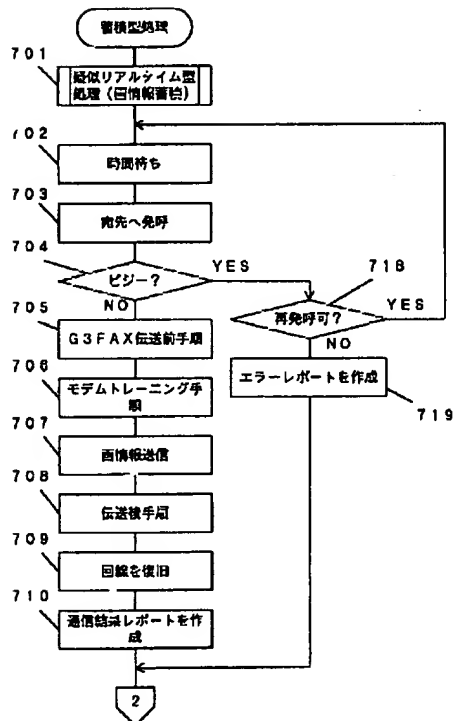 蓄積型処理
701
疑似リアルタイム型
処理(画情報蓄積)
702
時間待ち
703
宛先へ発呼
704
ビジー?
YES
NO
718
再発呼可?
YES
NO
705
G3FAX伝送前手順
エラーレポートを作成
719
706
モデムトレーニング手
順
707
画情報送信
708
伝送後手順
709
回線を復旧
710
通信結果レポートを作
成
2